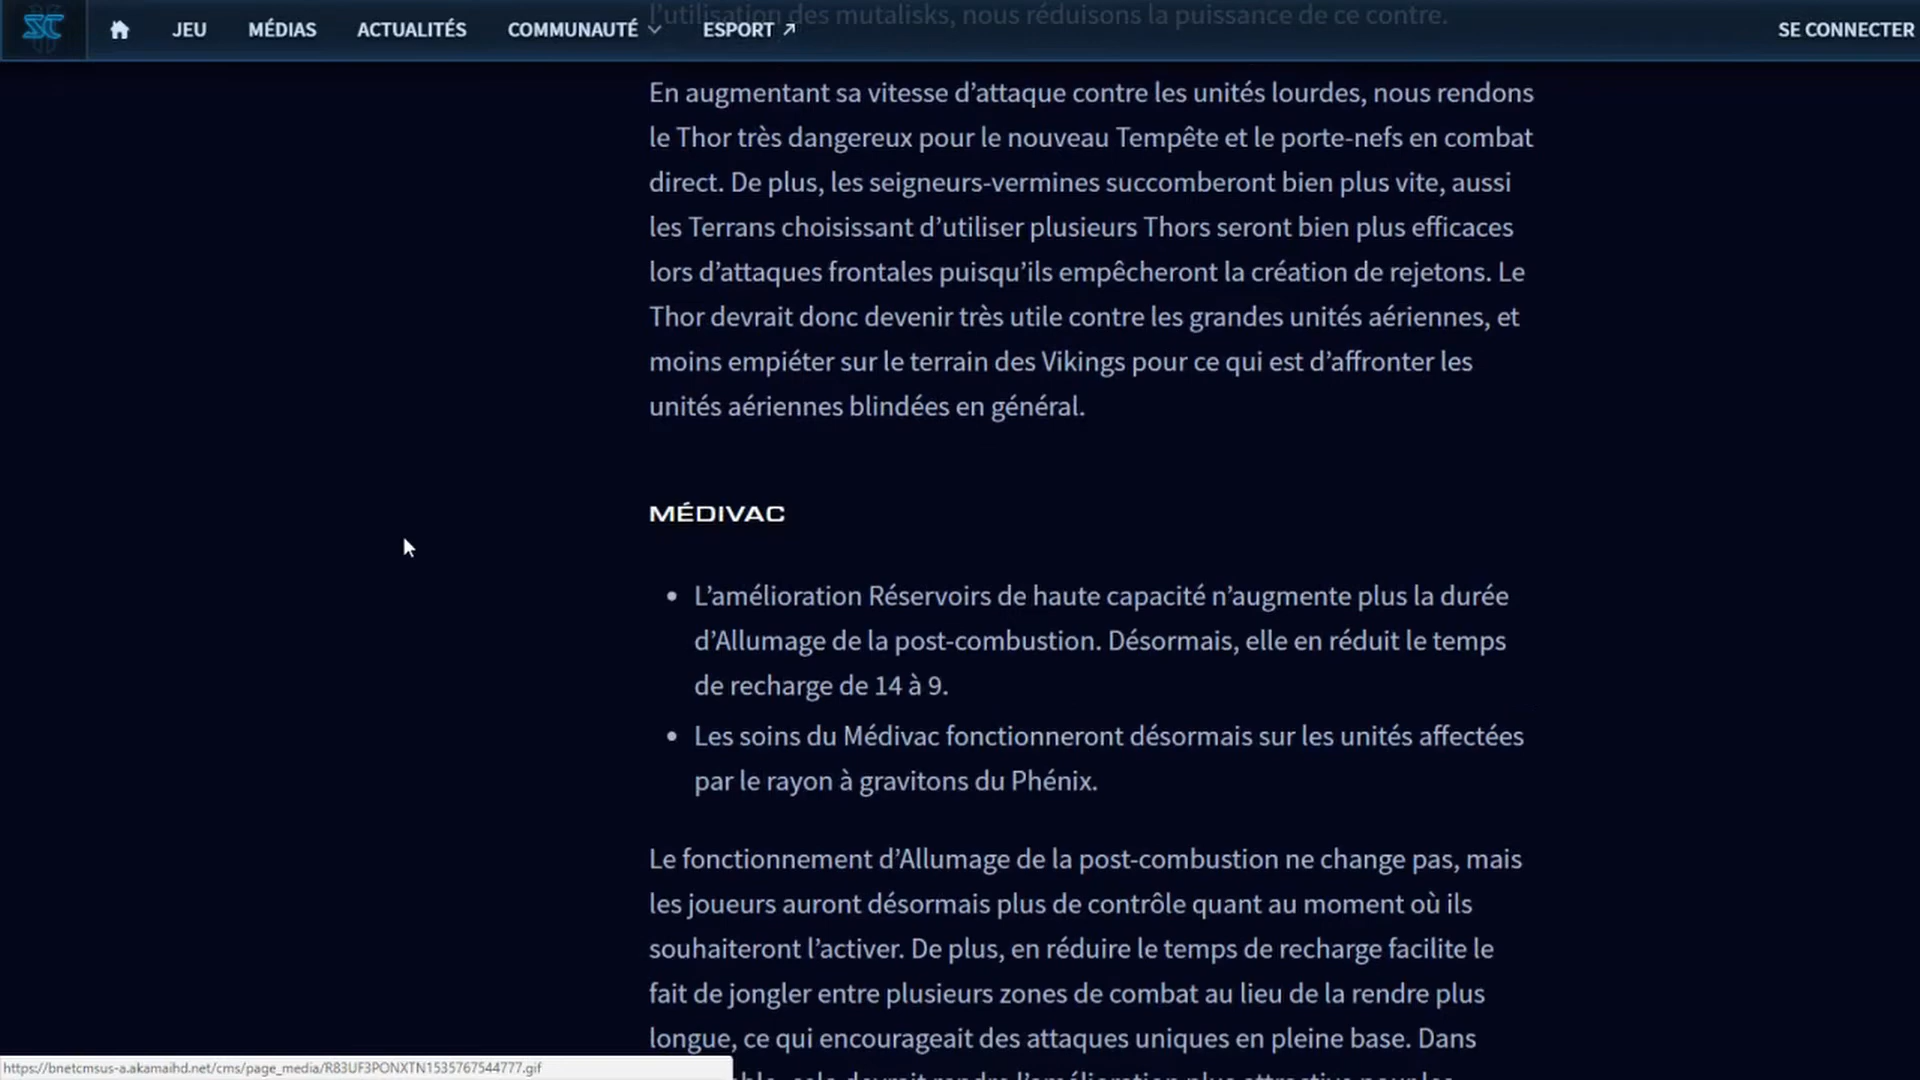 l'utilisation des mutalisks, nous réduisons la puissance de ce contre.
SC
JEU
MÉDIAS
ACTUALITÉS
COMMUNAUTÉ
ESPORT
SE CONNECTER
En augmentant sa vitesse d'attaque contre les unités lourdes, nous rendons
le Thor très dangereux pour le nouveau Tempête et le porte-nefs en combat
direct. De plus, les seigneurs-vermines succomberont bien plus vite, aussi
les Terrans choisissant d'utiliser plusieurs Thors seront bien plus efficaces
lors d'attaques frontales puisqu'ils empêcheront la création de rejetons. Le
Thor devrait donc devenir très utile contre les grandes unités aériennes, et
moins empiéter sur le terrain des Vikings pour ce qui est d'affronter les
unités aériennes blindées en général.
MÉDIVAC
• L'amélioration Réservoirs de haute capacité n'augmente plus la durée
d'Allumage de la post-combustion. Désormais, elle en réduit le temps
de recharge de 14 à 9.
• Les soins du Médivac fonctionneront désormais sur les unités affectées
par le rayon à gravitons du Phénix.
Le fonctionnement d'Allumage de la post-combustion ne change pas, mais
les joueurs auront désormais plus de contrôle quant au moment où ils
souhaiteront l'activer. De plus, en réduire le temps de recharge facilite le
fait de jongler entre plusieurs zones de combat au lieu de la rendre plus
longue, ce qui encourageait des attaques uniques en pleine base. Dans
https://bnetcmsus-a.akamaihd.net/cms/page_media/R83UF3PONXTN1535767544777.gif